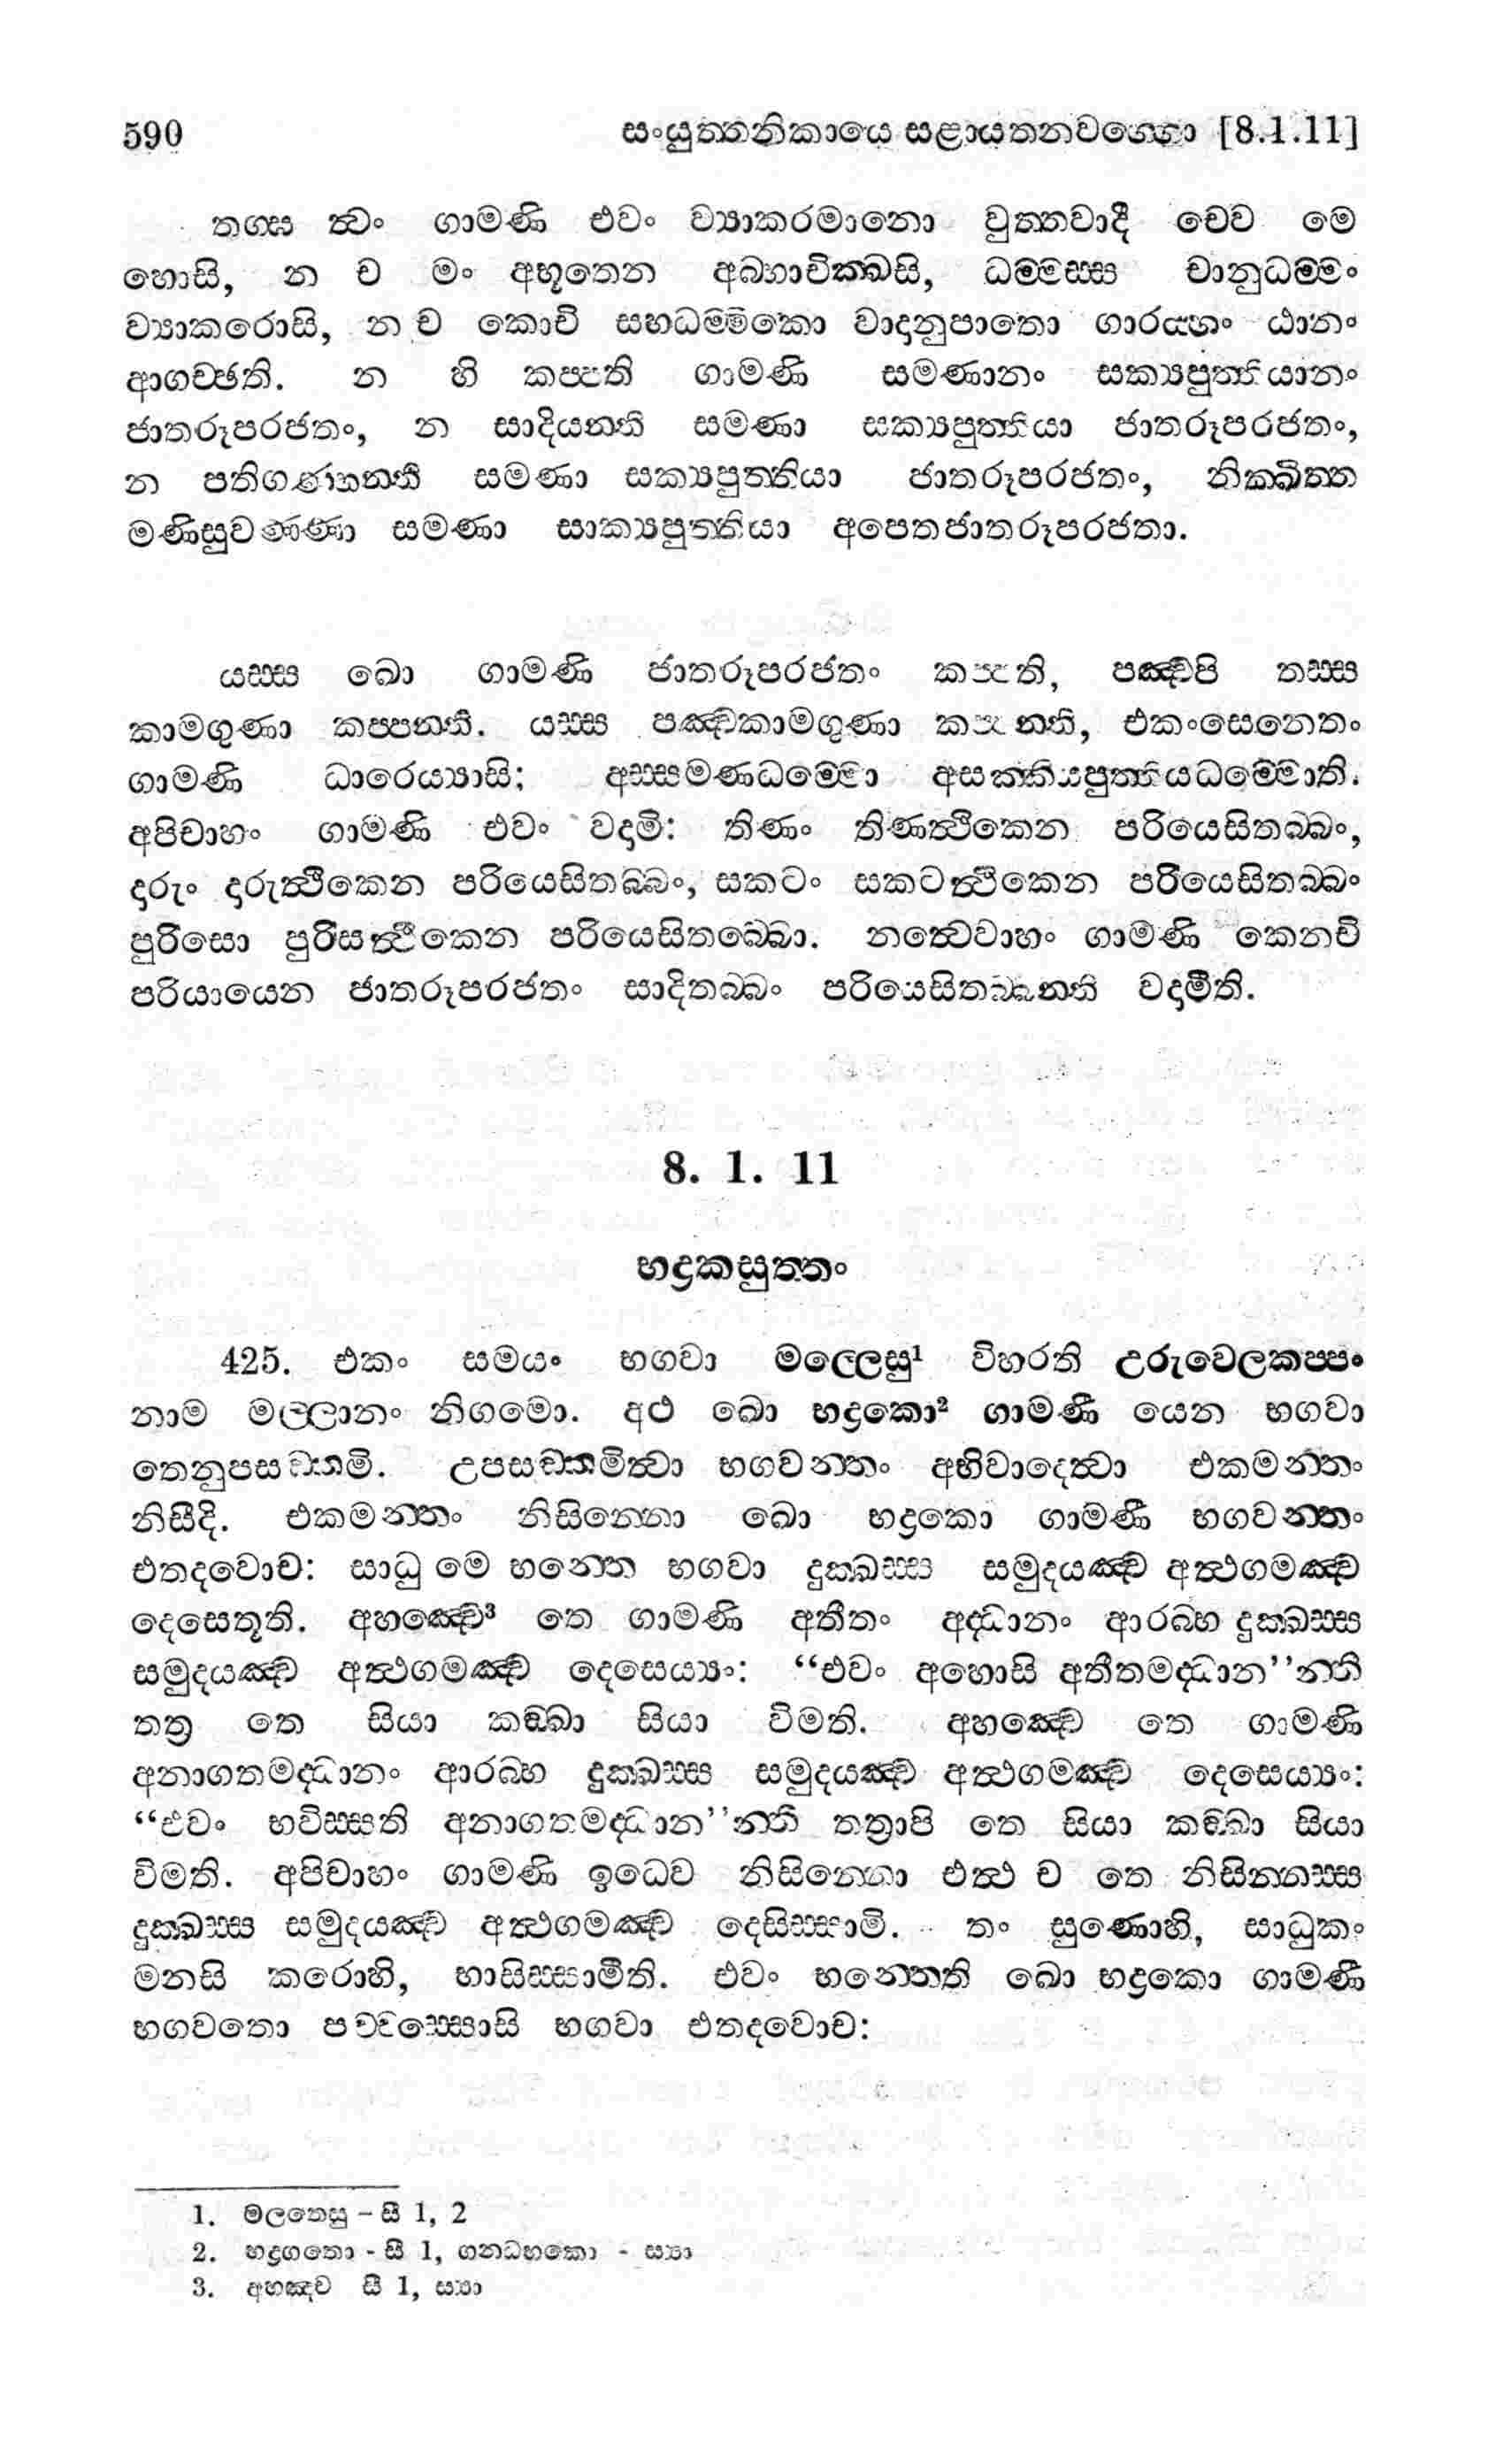 590 සංයුත්තනිකායෙ සළායතනවග්ගො [8.1.11]
තග්ඝ ත්වං ගාමණි එවං ව්‍යාකරමානො වුත්තවාදී චෙව මෙ
හොසි, න ච මං අභූතෙන අබ්භාචික්ඛසි, ධම්මස්ස චානුධම්මං
ව්‍යාකරොසි, න ච කොචි සහධම්මිකො වාදානුපාතො ගාරය්හං ඨානං
ආගච්ඡති. න හි කප්පති ගාමණි සමණානං සක්‍යපුත්තියානං
ජාතරූපරජතං, න සාදියන්ති සමණා සක්‍යපුත්තියා ජාතරූපරජතං,
න පතිගණ්හන්ති සමණා සක්‍යපුත්තියා ජාතරූපරජතං, නික්ඛිත්ත
මණිසුවණ්ණා සමණා සාක්‍යපුත්තියා අපෙතජාතරූපරජතා.
යස්ස ඛො ගාමණි ජාතරූපරජතං කප්පති, පඤ්චපි තස්ස
කාමගුණා කප්පන්ති. යස්ස පඤ්චකාමගුණා කප්පන්ති, එකංසෙනෙතං
ගාමණි ධාරෙය්‍යාසි; අස්සමණධම්මො අසක්‍යපුත්තියධම්මොති.
අපිචාහං ගාමණි එවං වදාමි: තිණං තිණත්ථිකෙන පරියෙසිතබ්බං,
දාරුං දාරුත්ථිකෙන පරියෙසිතබ්බං, සකටං සකටත්ථිකෙන පරියෙසිතබ්බං
පුරිසො පුරිසත්ථිකෙන පරියෙසිතබ්බො. නත්වෙවාහං ගාමණි කෙනචි
පරියායෙන ජාතරූපරජතං සාදිතබ්බං පරියෙසිතබ්බන්ති වදාමීති.
8. 1. 11
භද්‍රකසුත්තං
425. එකං සමයං භගවා මල්ලෙසු¹ විහරති උරුවෙලකප්පං
නාම මල්ලානං නිගමො. අථ ඛො භද්‍රකො² ගාමණී යෙන භගවා
තෙනුපසඞ්කමි. උපසඞ්කමිත්වා භගවන්තං අභිවාදෙත්වා එකමන්තං
නිසීදි. එකමන්තං නිසින්නො ඛො භද්‍රකො ගාමණී භගවන්තං
එතදවොච: සාධු මෙ භන්තෙ භගවා දුක්ඛස්ස සමුදයඤ්ච අත්ථගමඤ්ච
දෙසෙතූති. අහඤ්චෙ³ තෙ ගාමණි අතීතං අද්ධානං ආරබ්භ දුක්ඛස්ස
සමුදයඤ්ච අත්ථගමඤ්ච දෙසෙය්‍යං: “එවං අහොසි අතීතමද්ධාන’’න්ති
තත්‍ර තෙ සියා කඞ්ඛා සියා විමති. අහඤ්චෙ තෙ ගාමණි
අනාගතමද්ධානං ආරබ්භ දුක්ඛස්ස සමුදයඤ්ච අත්ථගමඤ්ච දෙසෙය්‍යං:
“එවං භවිස්සති අනාගතමද්ධාන’’න්ති තත්‍රාපි තෙ සියා කඞ්ඛා සියා
විමති. අපිචාහං ගාමණි ඉධෙව නිසින්නො එත්ථ ච තෙ නිසින්නස්ස
දුක්ඛස්ස සමුදයඤ්ච අත්ථගමඤ්ච දෙසිස්සාමි. තං සුණොහි, සාධුකං
මනසි කරොහි, භාසිස්සාමීති. එවං භන්තෙති ඛො භද්‍රකො ගාමණී
භගවතො පච්චස්සොසි භගවා එතදවොච:
1. මලතෙසු - සී 1, 2
2. භද්‍රගතො - සී 1, ගන්ධභකො - ස්‍යා
3. අහඤ්ච සී 1, ස්‍යා